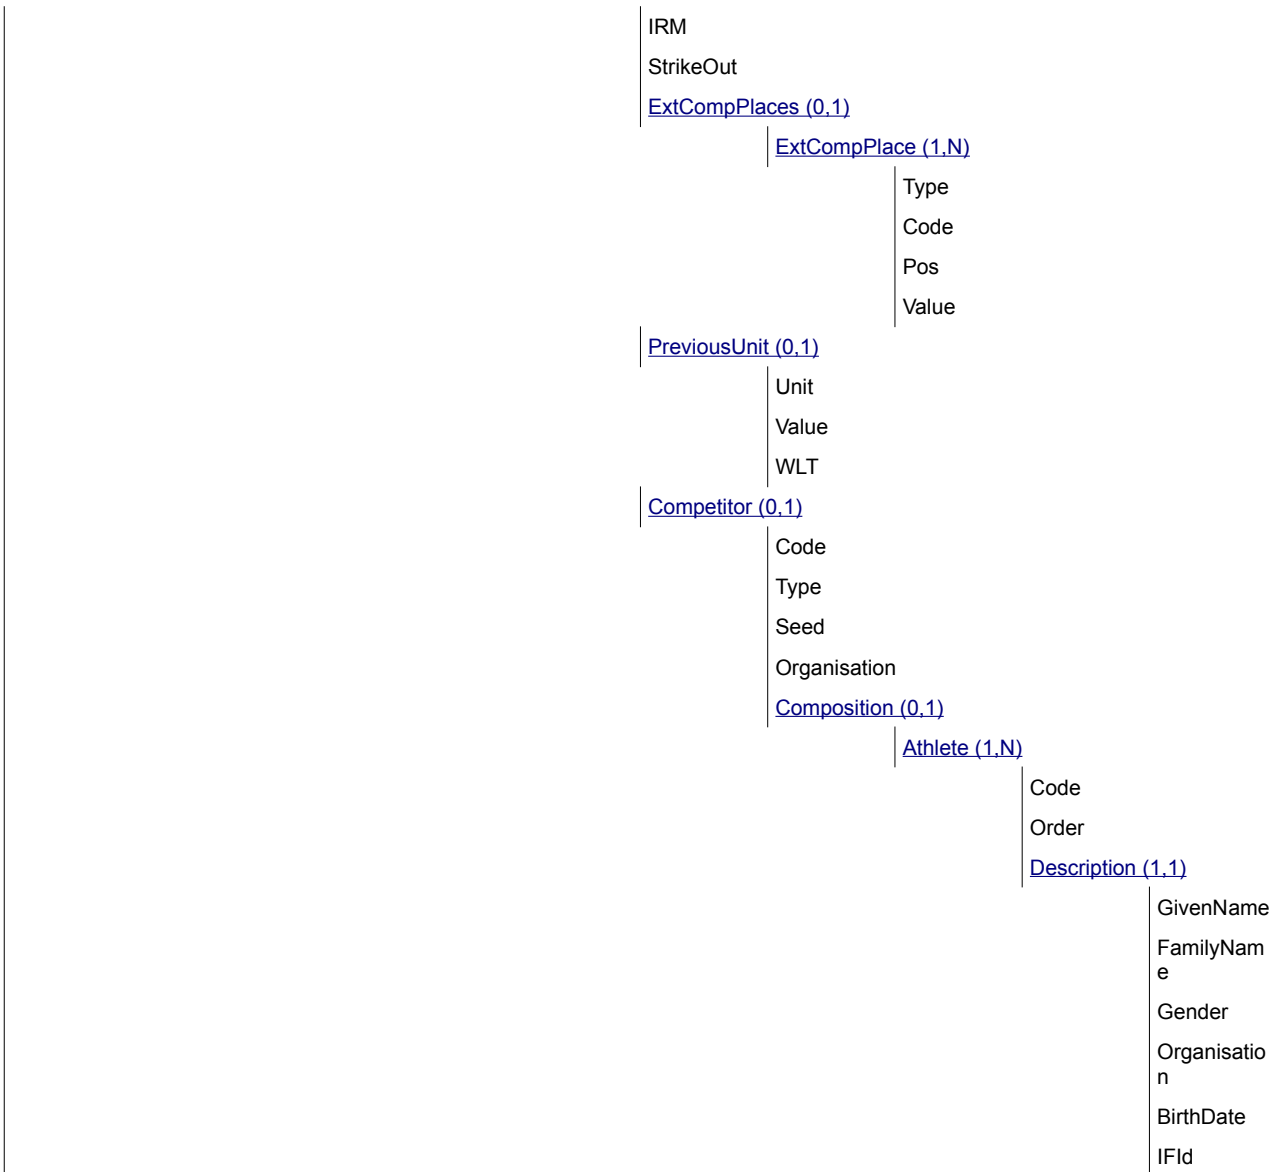 IRM
StrikeOut
ExtCompPlaces (0,1)
ExtCompPlace (1,N)
Type
Code
Pos
Value
PreviousUnit (0,1)
Unit
Value
WLT
Competitor (0,1)
Code
Type
Seed
Organisation
Composition (0,1)
Athlete (1,N)
Code
Order
Description (1,1)
GivenName
FamilyNam
e
Gender
Organisatio
n
BirthDate
IFId